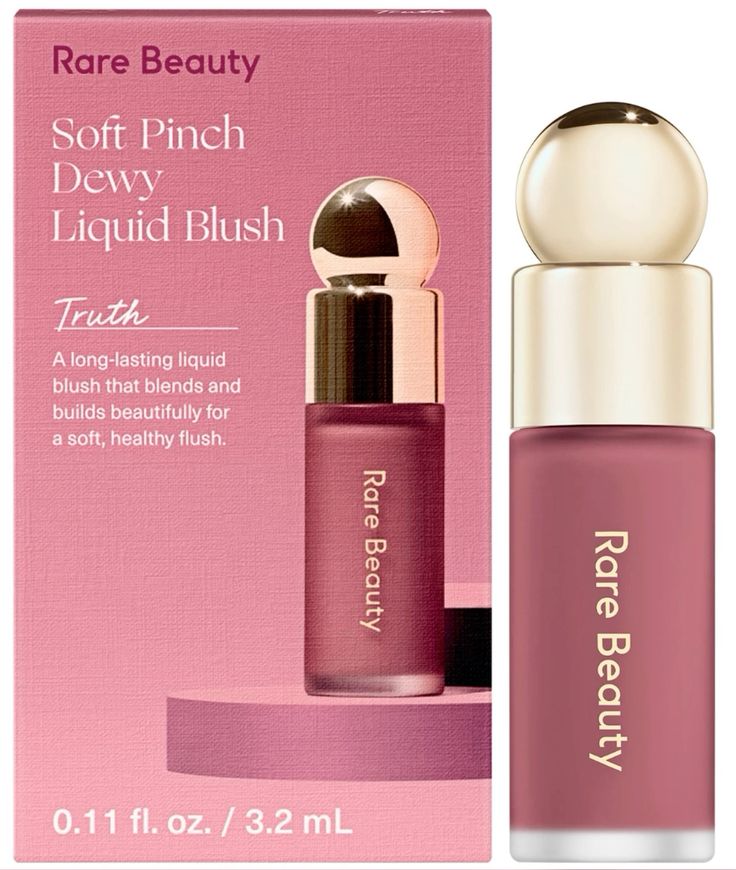 Truth
Rare Beauty
Soft Pinch
Dewy
Liquid Blush
Truth
A long-lasting liquid
blush that blends and
builds beautifully for
a soft, healthy flush.
Rare Beauty
0.11 fl. oz. / 3.2 mL
Rare Beauty